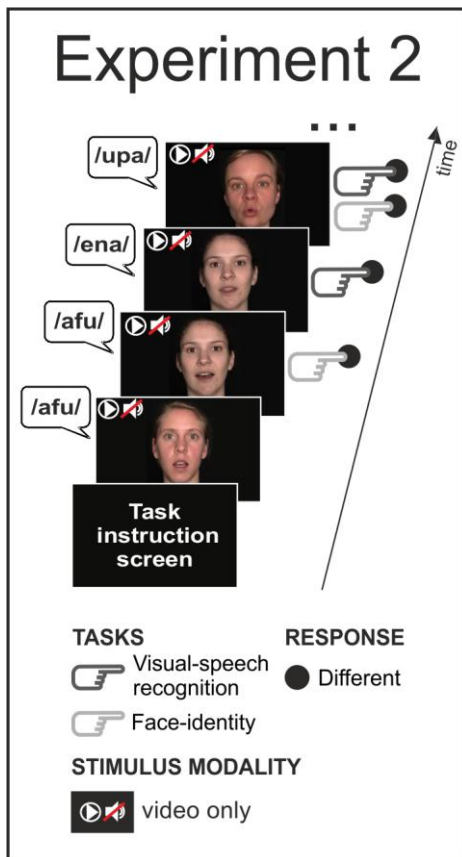 Experiment 2
...
time
/upa/
/ena/
/afu/
/afu/
Task
instruction
screen
TASKS
Visual-speech
recognition
Face-identity
RESPONSE
Different
STIMULUS MODALITY
video only